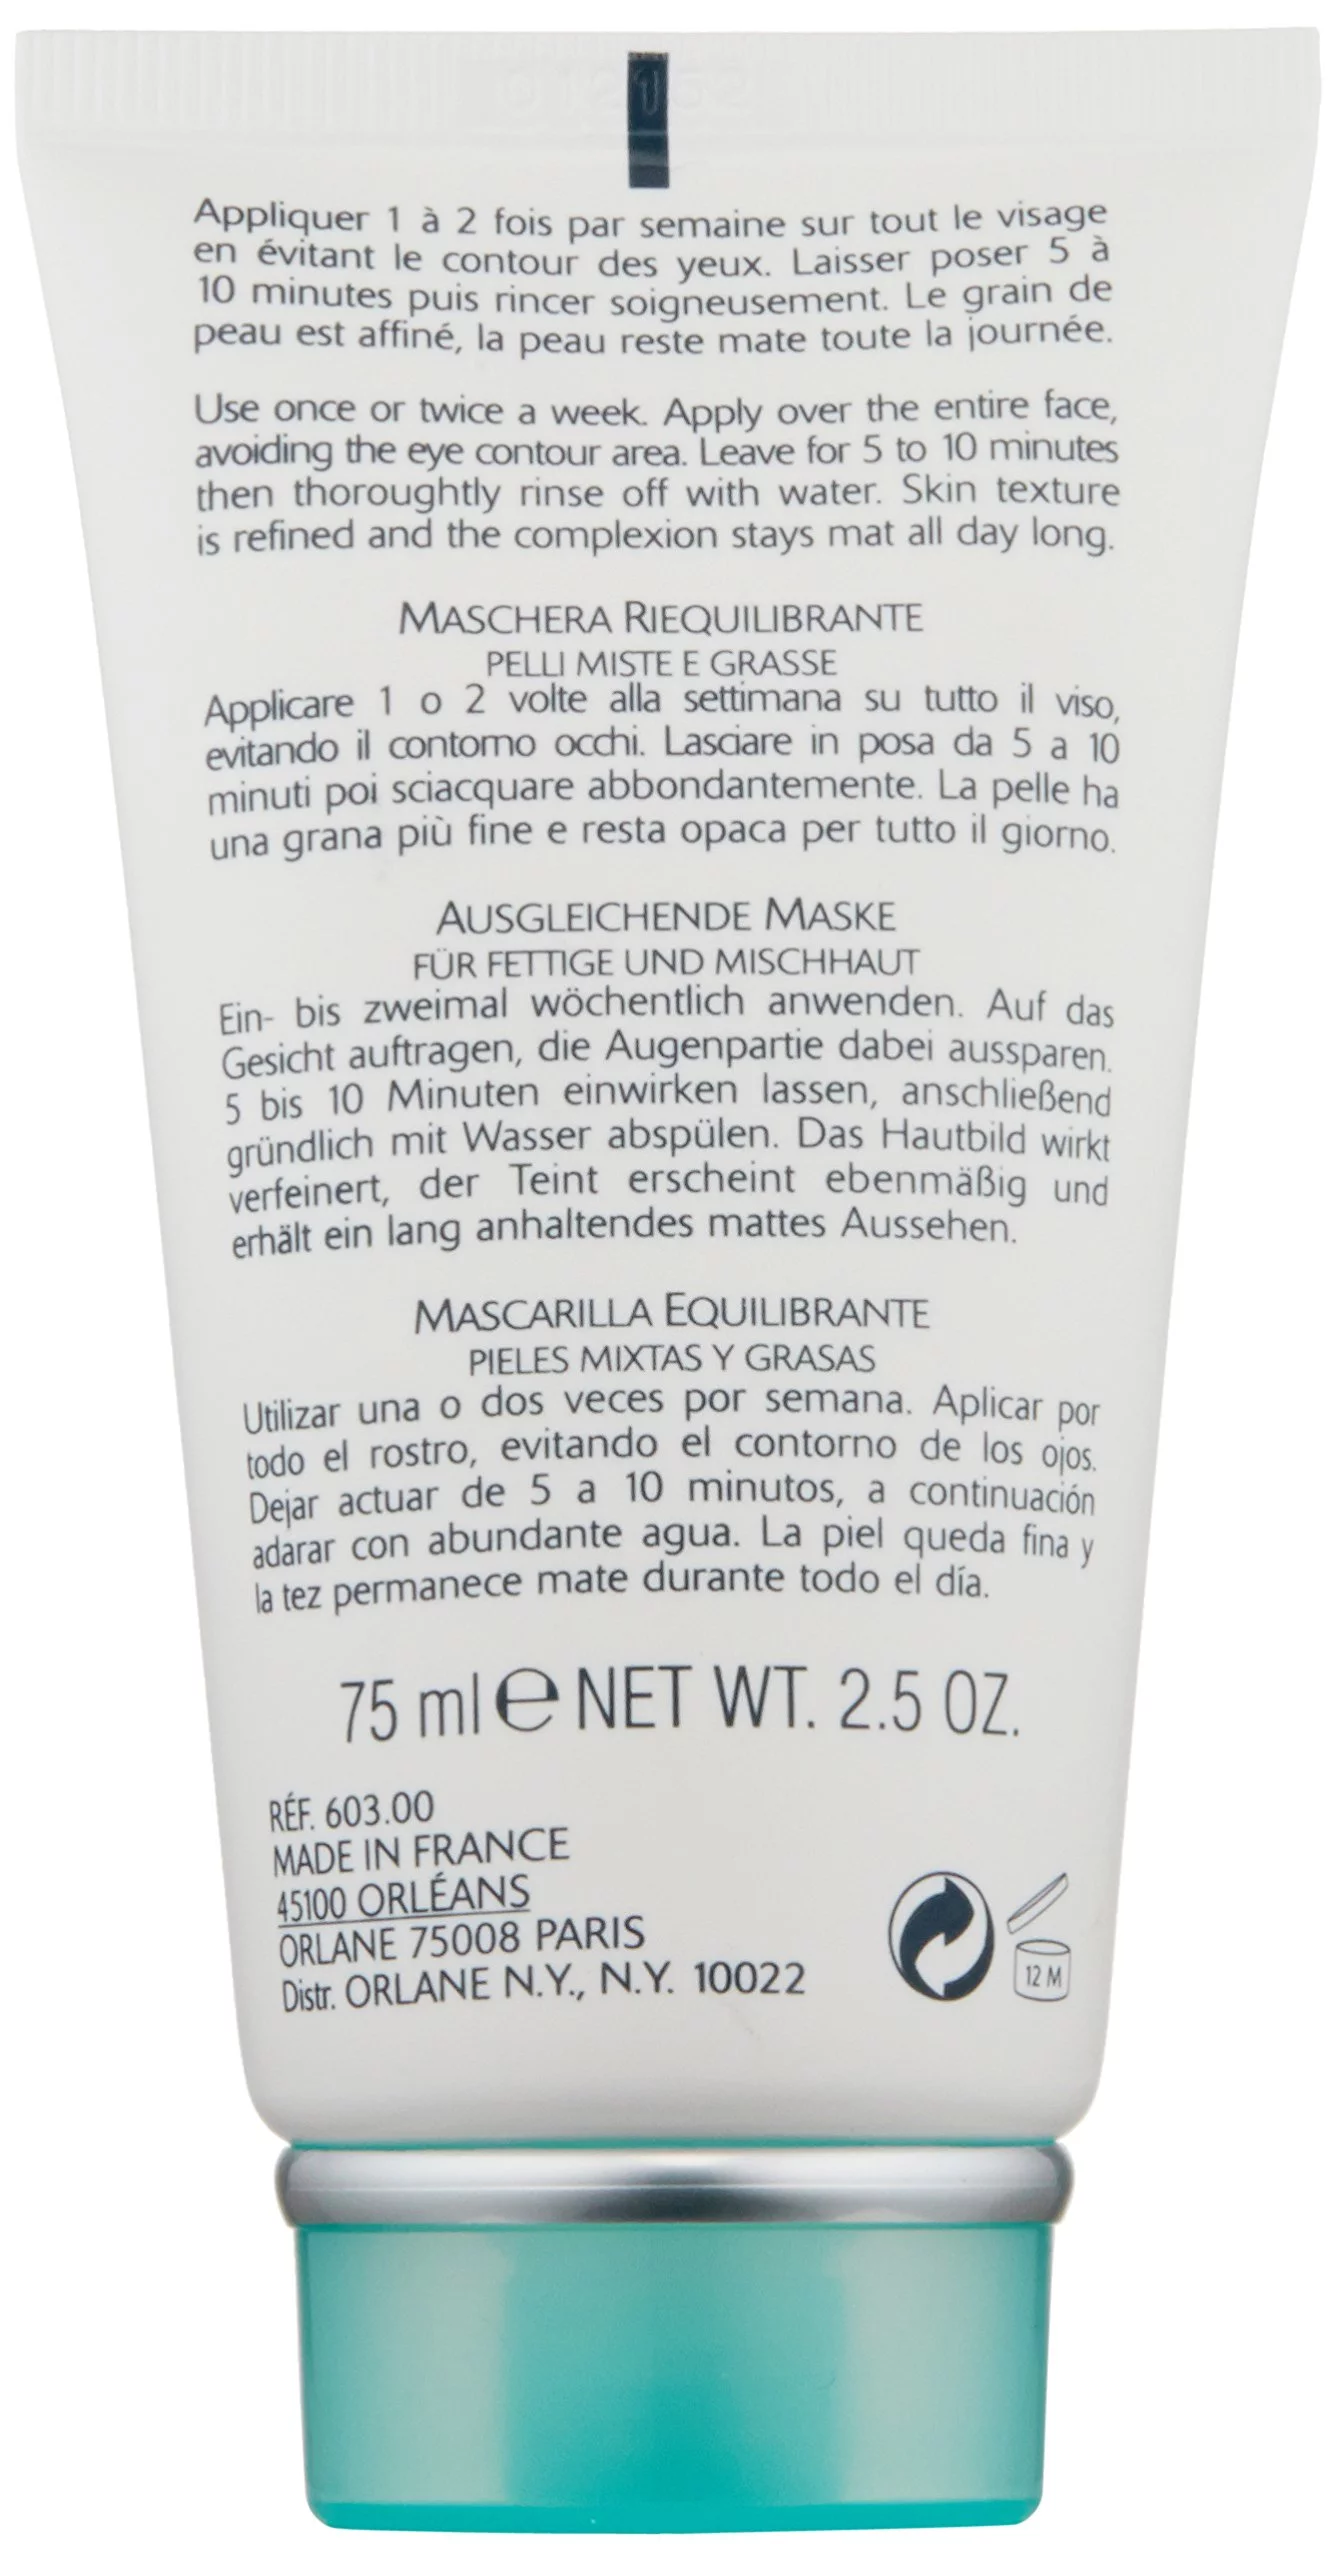 Appliquer 1 à 2 fois par semaine sur tout le visage
en évitant le contour des yeux. Laisser poser 5 à
10 minutes puis rincer soigneusement. Le grain de
peau est affiné, la peau reste mate toute la journée.
Use once or twice a week. Apply over the entire face,
avoiding the eye contour area. Leave for 5 to 10 minutes
then thoroughtly rinse off with water. Skin texture
is refined and the complexion stays mat all day long.
MASCHERA RIEQUILIBRANTE
PELLI MISTE E GRASSE
Applicare 1 o 2 volte alla settimana su tutto il viso,
evitando il contorno occhi. Lasciare in posa da 5 a 10
minuti poi sciacquare abbondantemente. La pelle ha
una grana più fine e resta opaca per tutto il giorno.
AUSGLEICHENDE MASKE
FÜR FETTIGE UND MISCHHAUT
Ein- bis zweimal wöchentlich anwenden. Auf das
Gesicht auftragen, die Augenpartie dabei aussparen.
5 bis 10 Minuten einwirken lassen, anschließend
gründlich mit Wasser abspülen. Das Hautbild wirkt
verfeinert, der Teint erscheint ebenmäßig und
erhält ein lang anhaltendes mattes Aussehen.
MASCARILLA EQUILIBRANTE
PIELES MIXTAS Y GRASAS
Utilizar una o dos veces por semana. Aplicar por
todo el rostro, evitando el contorno de los ojos.
Dejar actuar de 5 a 10 minutos, a continuación
adarar con abundante agua. La piel queda fina y
la tez permanece mate durante todo el día.
75 ml e NET WT. 2.5 OZ.
RÉF. 603.00
MADE IN FRANCE
45100 ORLÉANS
ORLANE 75008 PARIS
Distr. ORLANE N.Y., N.Y. 10022
12 M